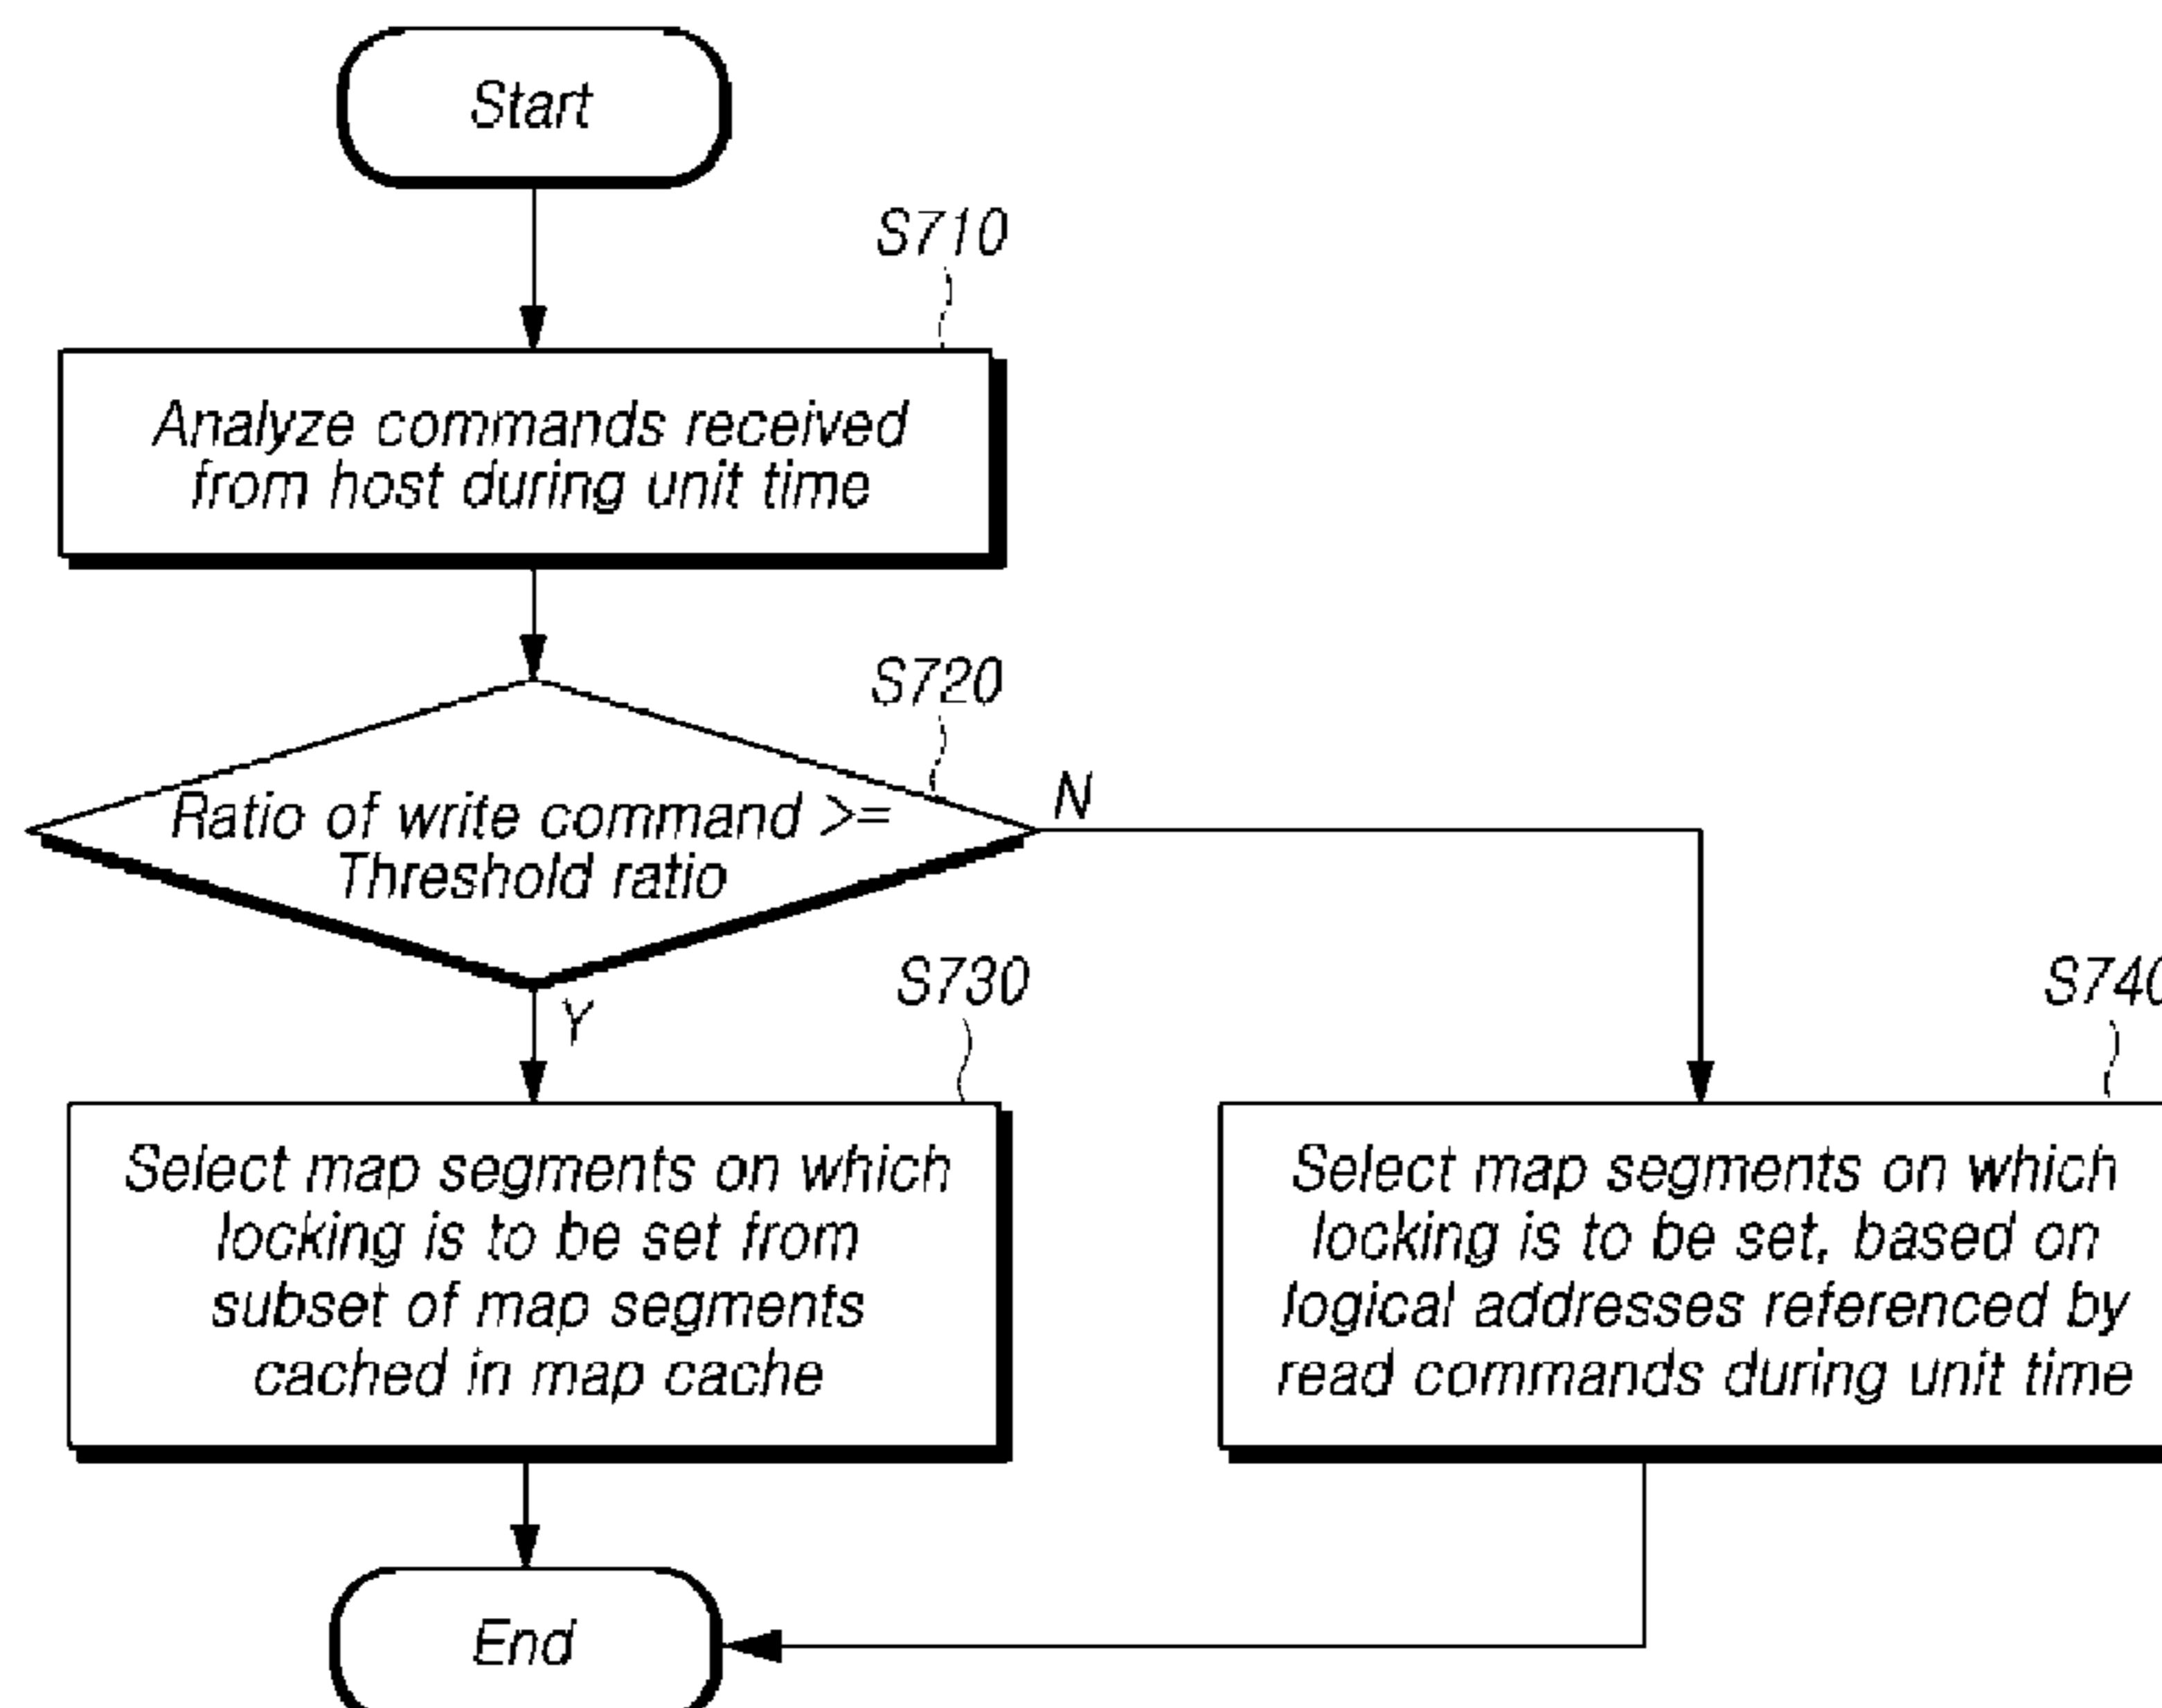 Start
S710
Analyze commands received
from host during unit time
S720
Ratio of write command >=
Threshold ratio
N
Y
S730
Select map segments on which
locking is to be set from
subset of map segments
cached in map cache
S740
Select map segments on which
locking is to be set, based on
logical addresses referenced by
read commands during unit time
End